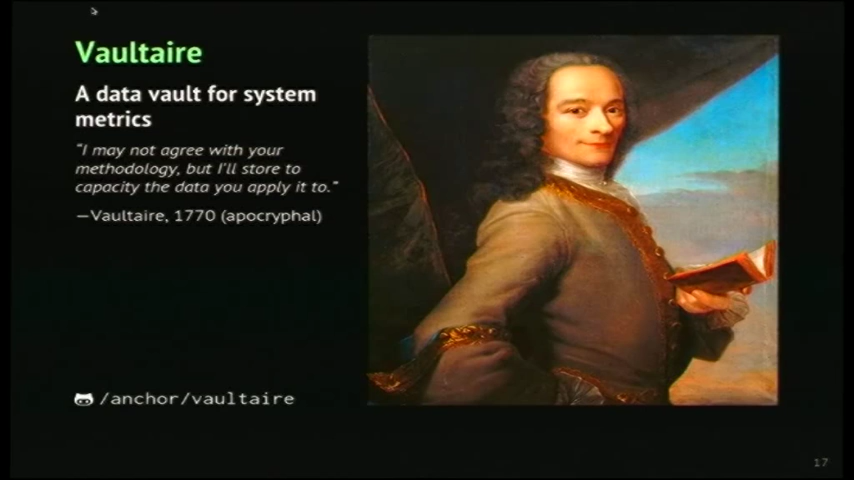 Vaultaire
A data vault for system
metrics
“I may not agree with your
methodology, but I'll store to
capacity the data you apply it to.”
—Vaultaire, 1770 (apocryphal)
/anchor/vaultaire
17